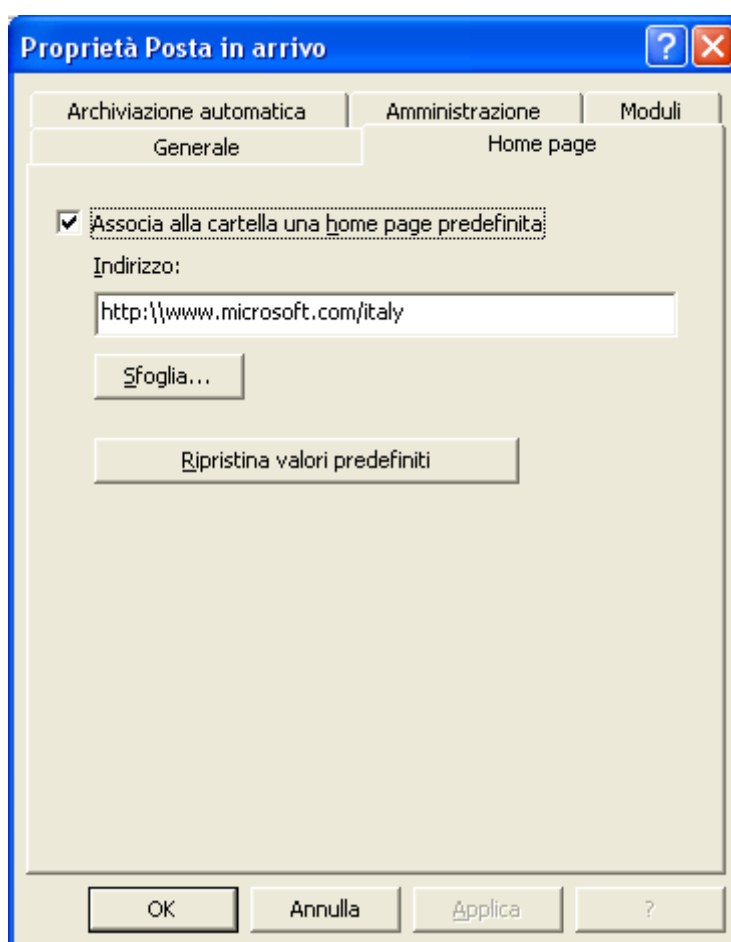 Proprietà Posta in arrivo
?
Archiviazione automatica Amministrazione Moduli
Generale Home page
Associa alla cartella una home page predefinita
Indirizzo:
http:\\www.microsoft.com/italy
Sfoglia...
Ripristina valori predefiniti
OK Annulla Applica ?